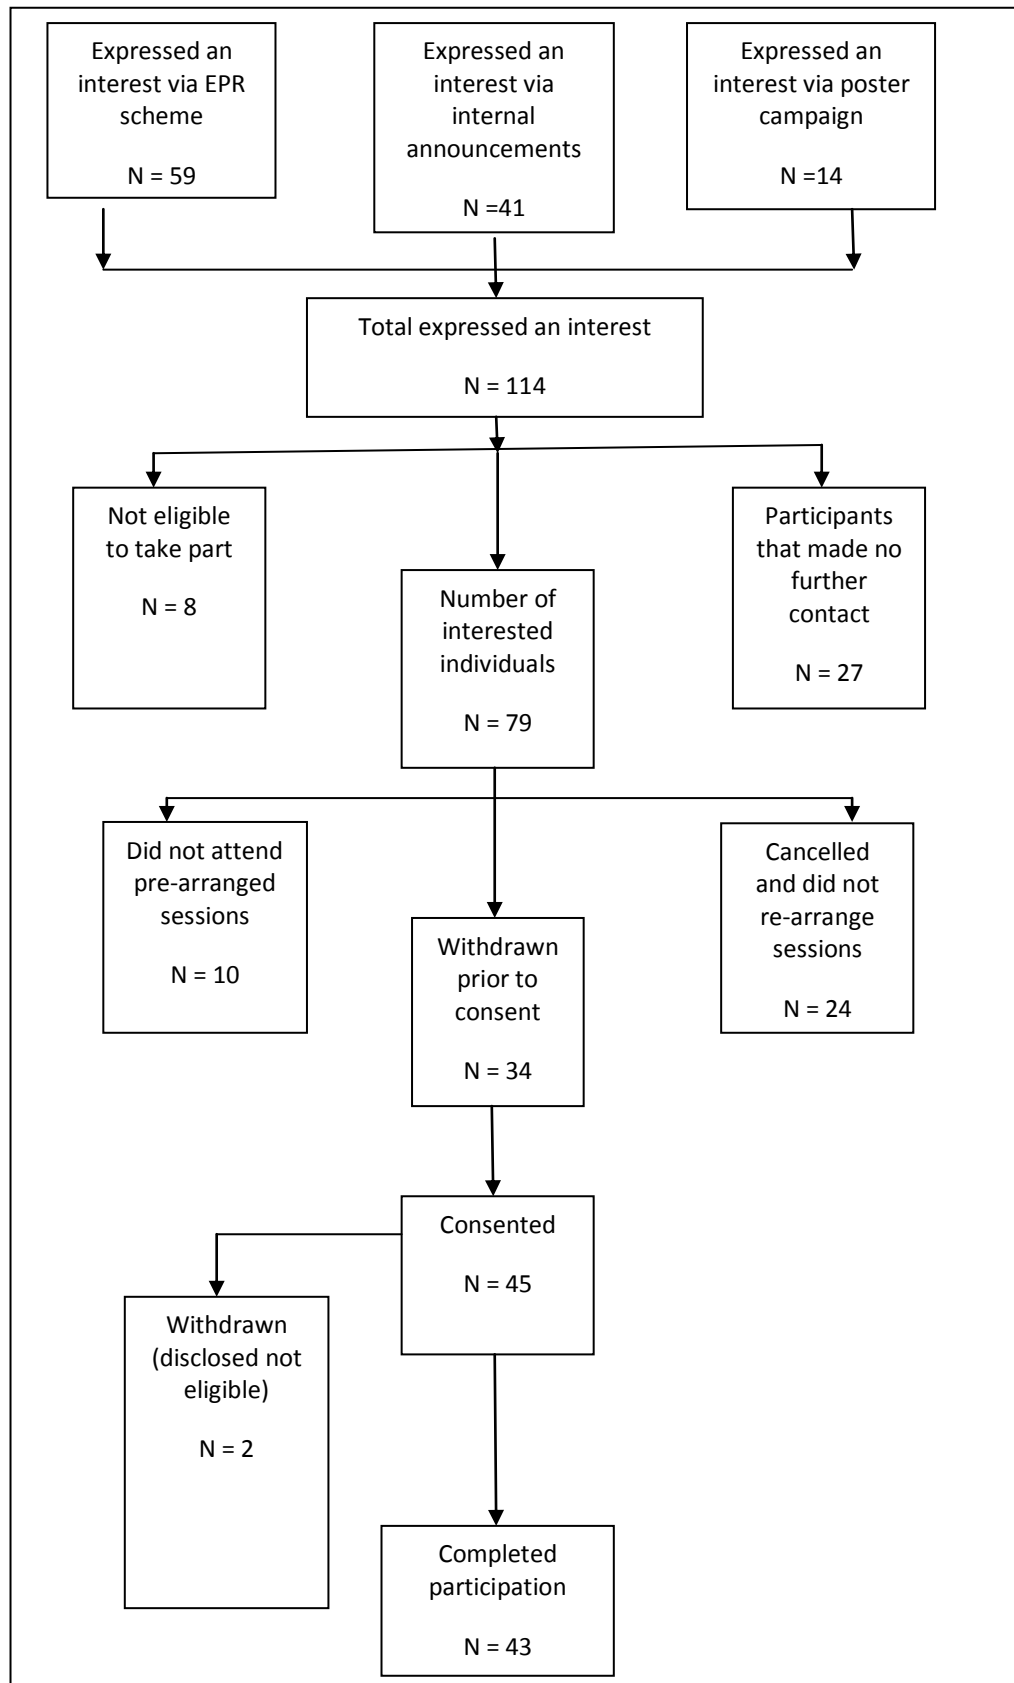 Expressed an
interest via EPR
scheme
N = 59
Expressed an
interest via
internal
announcements
N =41
Expressed an
interest via poster
campaign
N =14
Total expressed an interest
N = 114
Not eligible
to take part
N = 8
Number of
interested
individuals
N = 79
Participants
that made no
further
contact
N = 27
Did not attend
pre-arranged
sessions
N = 10
Withdrawn
prior to
consent
N = 34
Cancelled
and did not
re-arrange
sessions
N = 24
Consented
N = 45
Withdrawn
(disclosed not
eligible)
N = 2
Completed
participation
N = 43